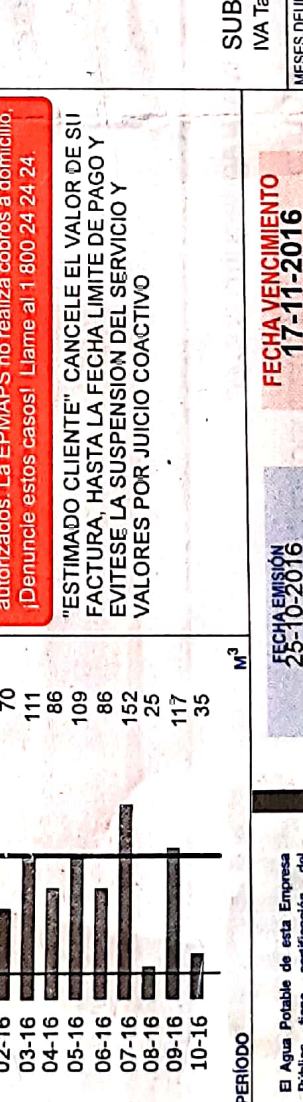 autorizados. La EPMAPS no realiza cobros a domicilio,
¡Denuncie estos casos! Llame al 1 800 24 24 24.
"ESTIMADO CLIENTE" CANCELE EL VALOR DE SU
FACTURA, HASTA LA FECHA LIMITE DE PAGO Y
EVITESE LA SUSPENSION DEL SERVICIO Y
VALORES POR JUICIO COACTIVO
SUB
IVA Ta
02-16 70
03-16 111
04-16 86
05-16 109
06-16 86
07-16 152
08-16 25
09-16 117
10-16 35
PERÍODO M³
FECHA EMISIÓN
25-10-2016
FECHA VENCIMIENTO
17-11-2016
El Agua Potable de esta Empresa